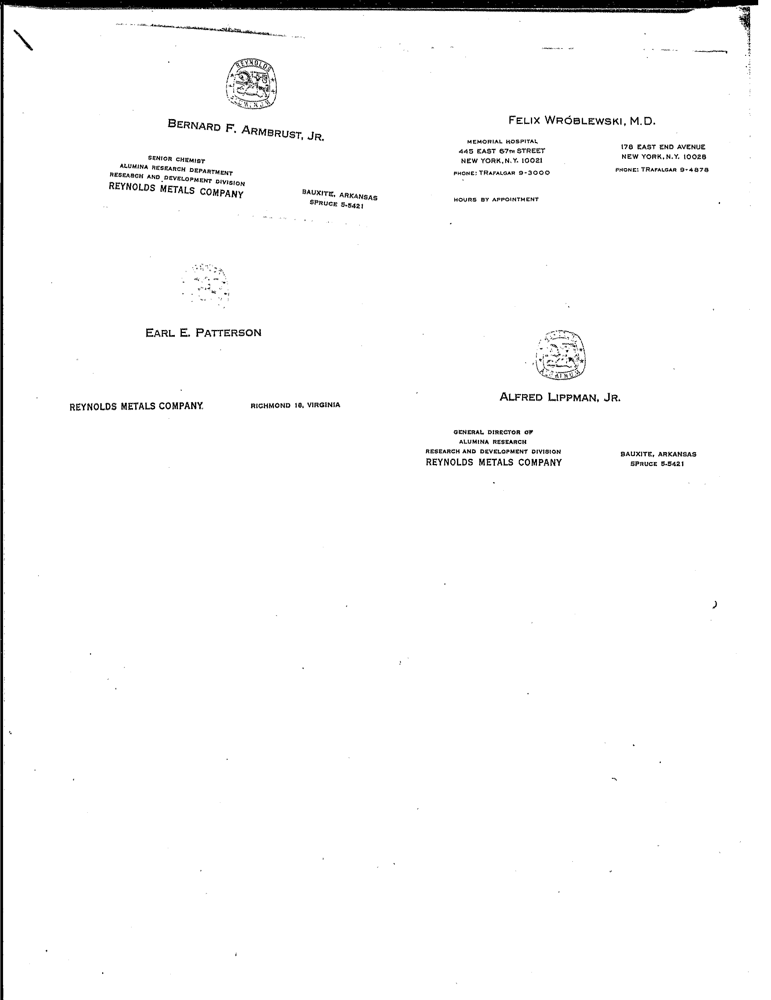 REYNOLDS
ALUMINUM
BERNARD F. ARMBRUST, JR.
SENIOR CHEMIST
ALUMINA RESEARCH DEPARTMENT
RESEARCH AND DEVELOPMENT DIVISION
REYNOLDS METALS COMPANY
BAUXITE, ARKANSAS
SPRUCE 5-5421
FELIX WRÓBLEWSKI, M.D.
MEMORIAL HOSPITAL
445 EAST 67TH STREET
NEW YORK, N.Y. 10021
PHONE: TRAFALGAR 9-3000
HOURS BY APPOINTMENT
178 EAST END AVENUE
NEW YORK, N.Y. 10028
PHONE: TRAFALGAR 9-4878
EARL E. PATTERSON
REYNOLDS METALS COMPANY.
RICHMOND 18, VIRGINIA
ALFRED LIPPMAN, JR.
GENERAL DIRECTOR OF
ALUMINA RESEARCH
RESEARCH AND DEVELOPMENT DIVISION
REYNOLDS METALS COMPANY
BAUXITE, ARKANSAS
SPRUCE 5-5421